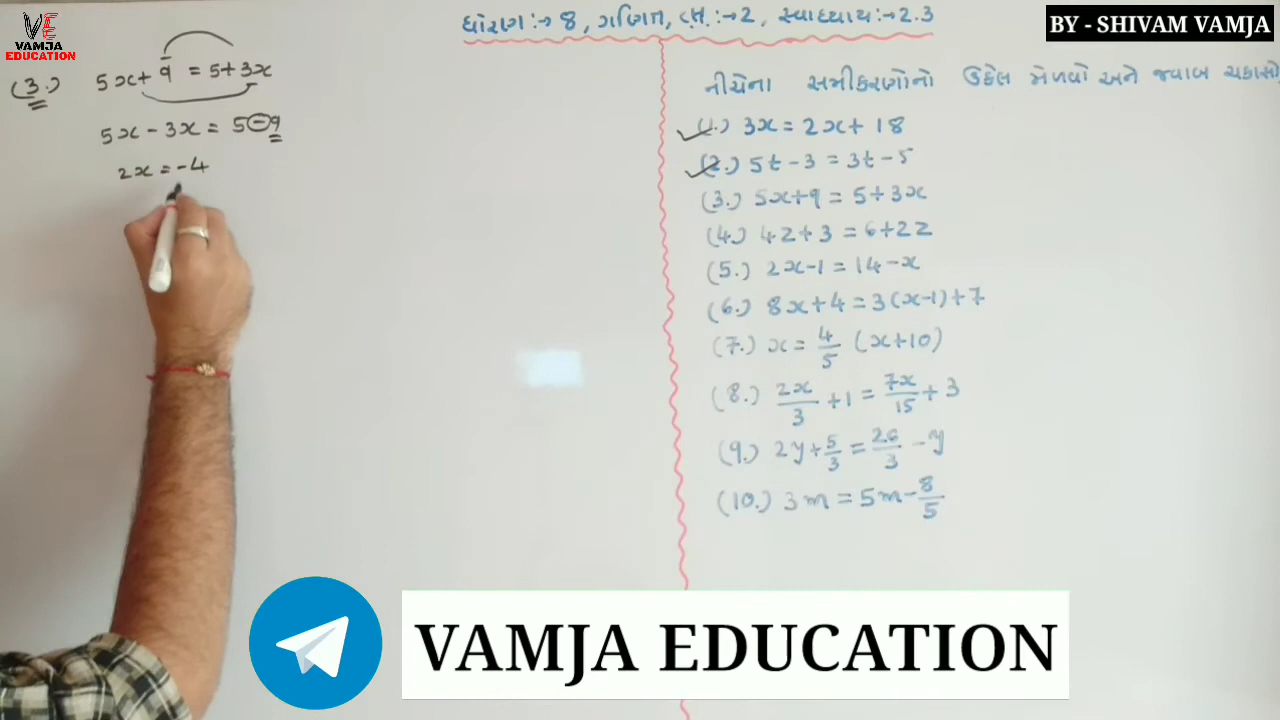 VE
VAMJA
EDUCATION
ધોરણ:→ 8, ગણિત, પ્ર.:→2, સ્વાધ્યાય:→2.3
BY - SHIVAM VAMJA
(3.) 5x+9 = 5+3x
5x - 3x = 5-9
2x = -4
નીચેના સમીકરણોનો ઉકેલ મેળવો અને જવાબ ચકાસો
(1.) 3x = 2x + 18
(2.) 5t - 3 = 3t - 5
(3.) 5x+9 = 5+3x
(4.) 4z+3 = 6+2z
(5.) 2x-1 = 14-x
(6.) 8x+4 = 3(x-1)+7
(7.) x = 4/5 (x+10)
(8.) 2x/3 + 1 = 7x/15 + 3
(9.) 2y + 5/3 = 26/3 - y
(10.) 3m = 5m - 8/5
VAMJA EDUCATION